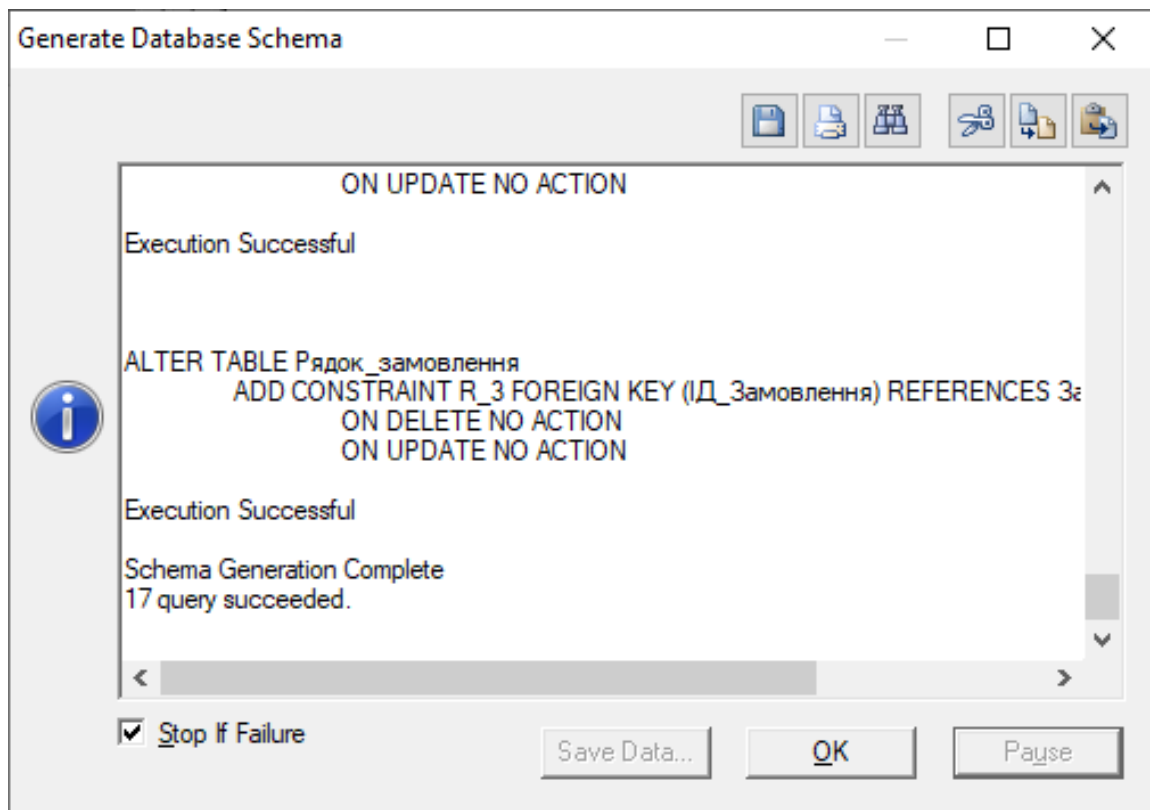 Generate Database Schema
ON UPDATE NO ACTION
Execution Successful
ALTER TABLE Рядок_замовлення
ADD CONSTRAINT R_3 FOREIGN KEY (ІД_Замовлення) REFERENCES За
ON DELETE NO ACTION
ON UPDATE NO ACTION
Execution Successful
Schema Generation Complete
17 query succeeded.
Stop If Failure
Save Data...
OK
Pause